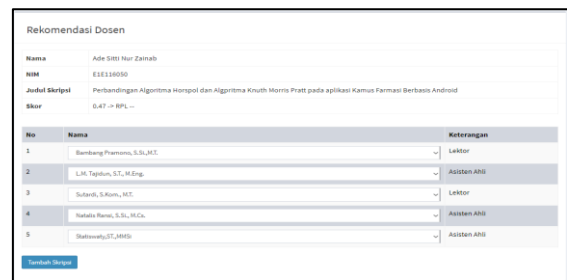 Rekomendasi Dosen
Nama Ade Sitti Nur Zainab
NIM E1E116050
Judul Skripsi Perbandingan Algoritma Horspol dan Algpritma Knuth Morris Pratt pada aplikasi Kamus Farmasi Berbasis Android
Skor 0.47 -> RPL --
No Nama Keterangan
1 Bambang Pramono, S.Si.,M.T. Lektor
2 L.M. Tajidun, S.T., M.Eng. Asisten Ahli
3 Sutardi, S.Kom., M.T. Lektor
4 Natalis Ransi, S.Si., M.Cs. Asisten Ahli
5 Statiswaty,ST.,MMSi Asisten Ahli
Tambah Skripsi